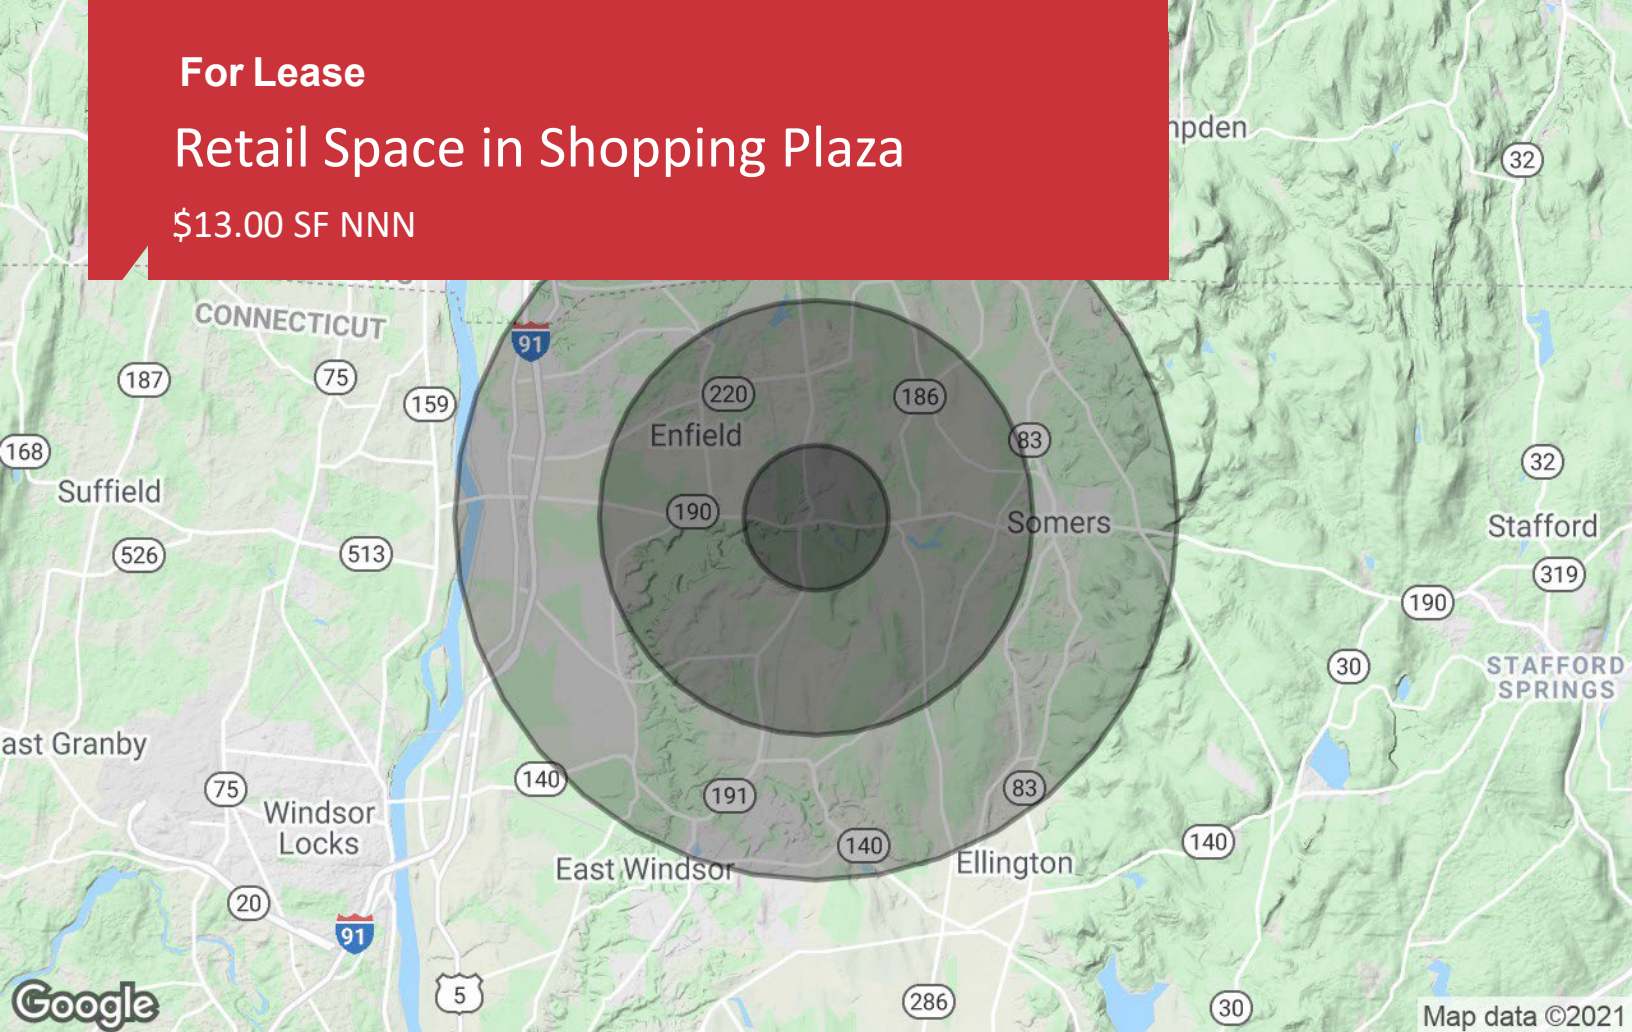 For Lease
Retail Space in Shopping Plaza
$13.00 SF NNN
32
CONNECTICUT
91
187
75
159
220
186
Enfield
83
168
32
Suffield
190
Somers
Stafford
526
513
319
190
30
STAFFORD
SPRINGS
ast Granby
75
140
191
83
Windsor
Locks
140
140
East Windsor
Ellington
20
91
5
286
30
Google
Map data ©2021